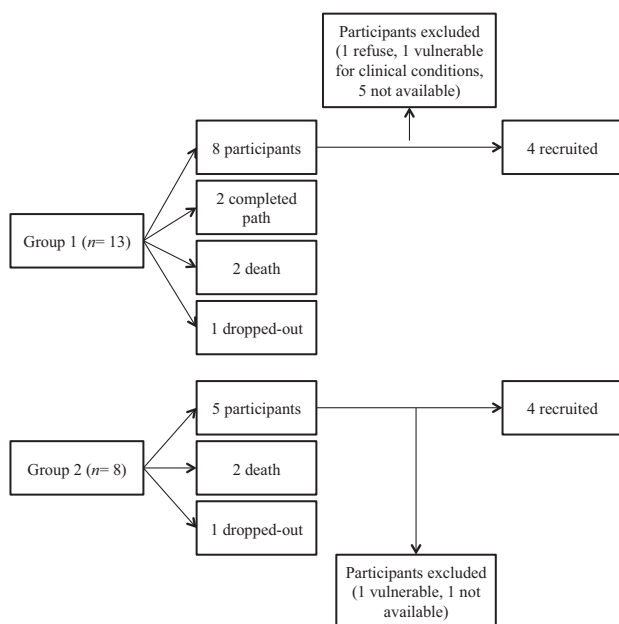 Participants excluded
(1 refuse, 1 vulnerable
for clinical conditions,
5 not available)
8 participants
4 recruited
2 completed
path
Group 1 (n= 13)
2 death
1 dropped-out
5 participants
4 recruited
Group 2 (n= 8)
2 death
1 dropped-out
Participants excluded
(1 vulnerable, 1 not
available)